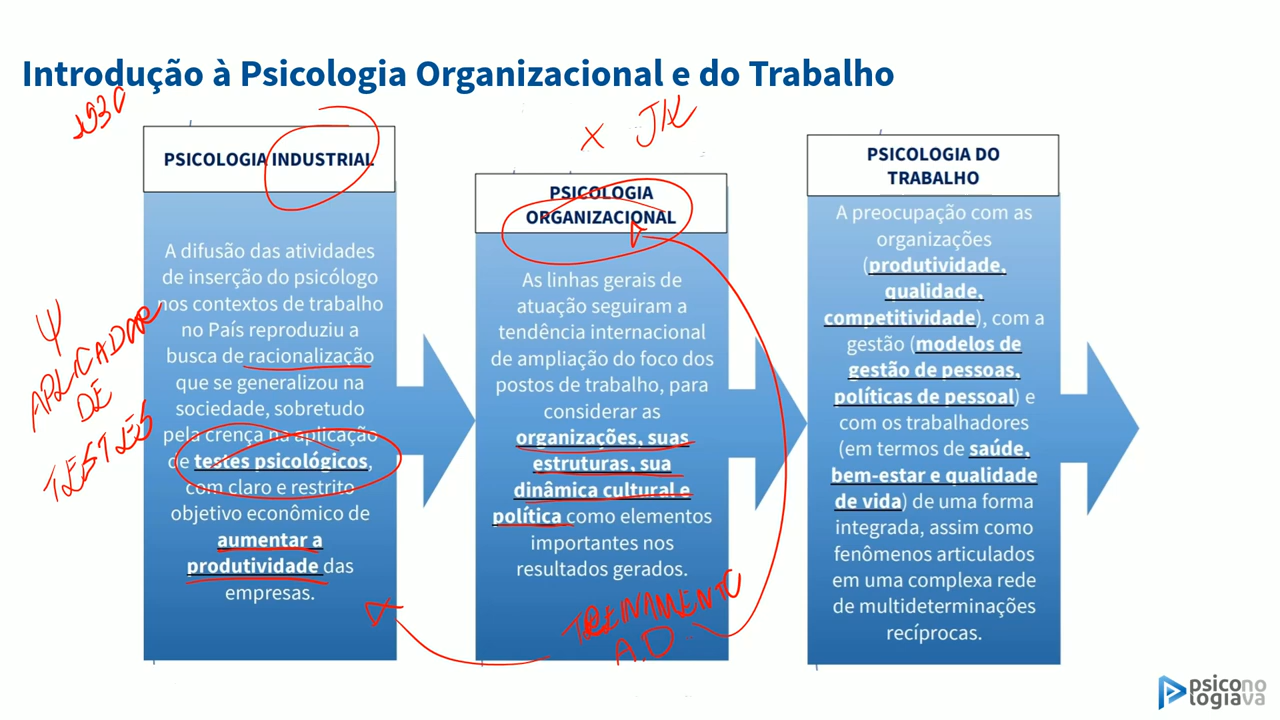 Introdução à Psicologia Organizacional e do Trabalho
1930
PSICOLOGIA INDUSTRIAL
A difusão das atividades
de inserção do psicólogo
nos contextos de trabalho
no País reproduziu a
busca de racionalização
que se generalizou na
sociedade, sobretudo
pela crença na aplicação
de testes psicológicos,
com claro e restrito
objetivo econômico de
aumentar a
produtividade das
empresas.
Ψ
APLICADOR
DE
TESTES
X
PSICOLOGIA
ORGANIZACIONAL
As linhas gerais de
atuação seguiram a
tendência internacional
de ampliação do foco dos
postos de trabalho, para
considerar as
organizações, suas
estruturas, sua
dinâmica cultural e
política como elementos
importantes nos
resultados gerados.
TREINAMENTO
A.D
PSICOLOGIA DO
TRABALHO
A preocupação com as
organizações
(produtividade,
qualidade,
competitividade), com a
gestão (modelos de
gestão de pessoas,
políticas de pessoal) e
com os trabalhadores
(em termos de saúde,
bem-estar e qualidade
de vida) de uma forma
integrada, assim como
fenômenos articulados
em uma complexa rede
de multideterminações
recíprocas.
psicono
logiava